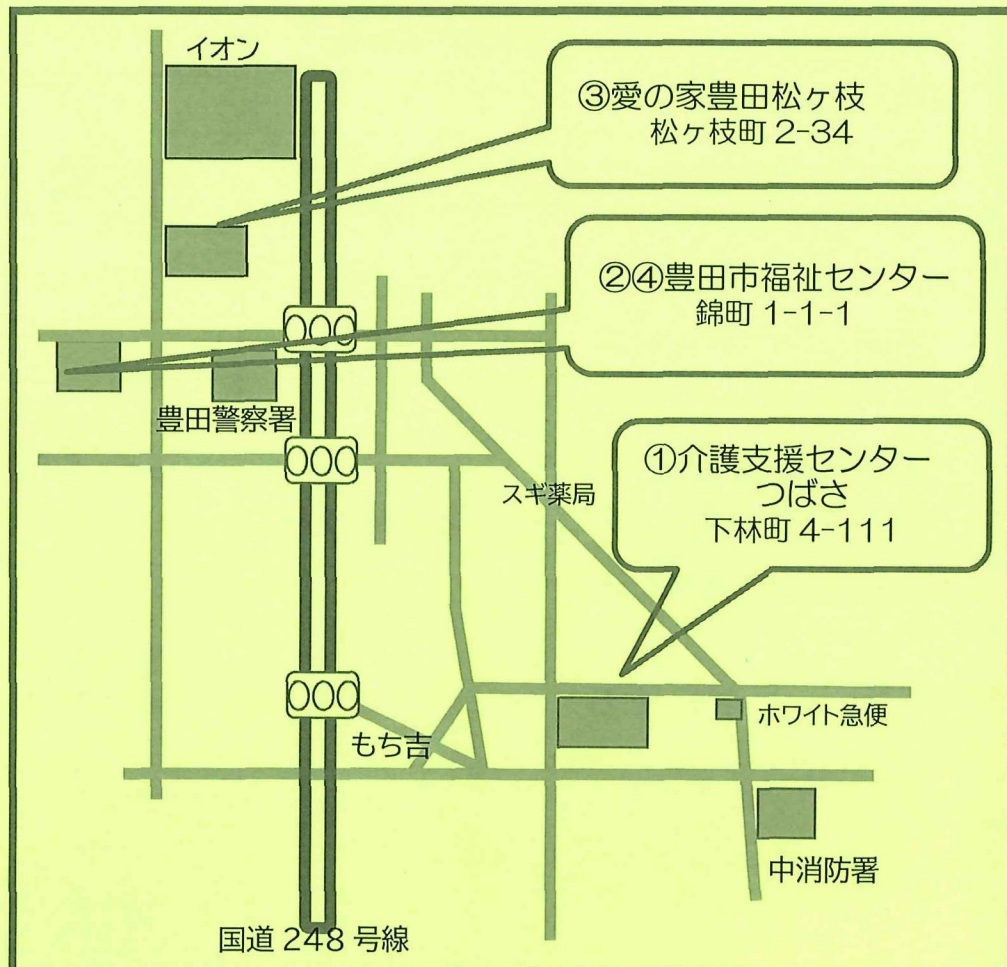 イオン
③愛の家豊田松ヶ枝
松ヶ枝町 2-34
②④豊田市福祉センター
錦町 1-1-1
豊田警察署
①介護支援センター
つばさ
下林町 4-111
スギ薬局
ホワイト急便
もち吉
中消防署
国道 248 号線